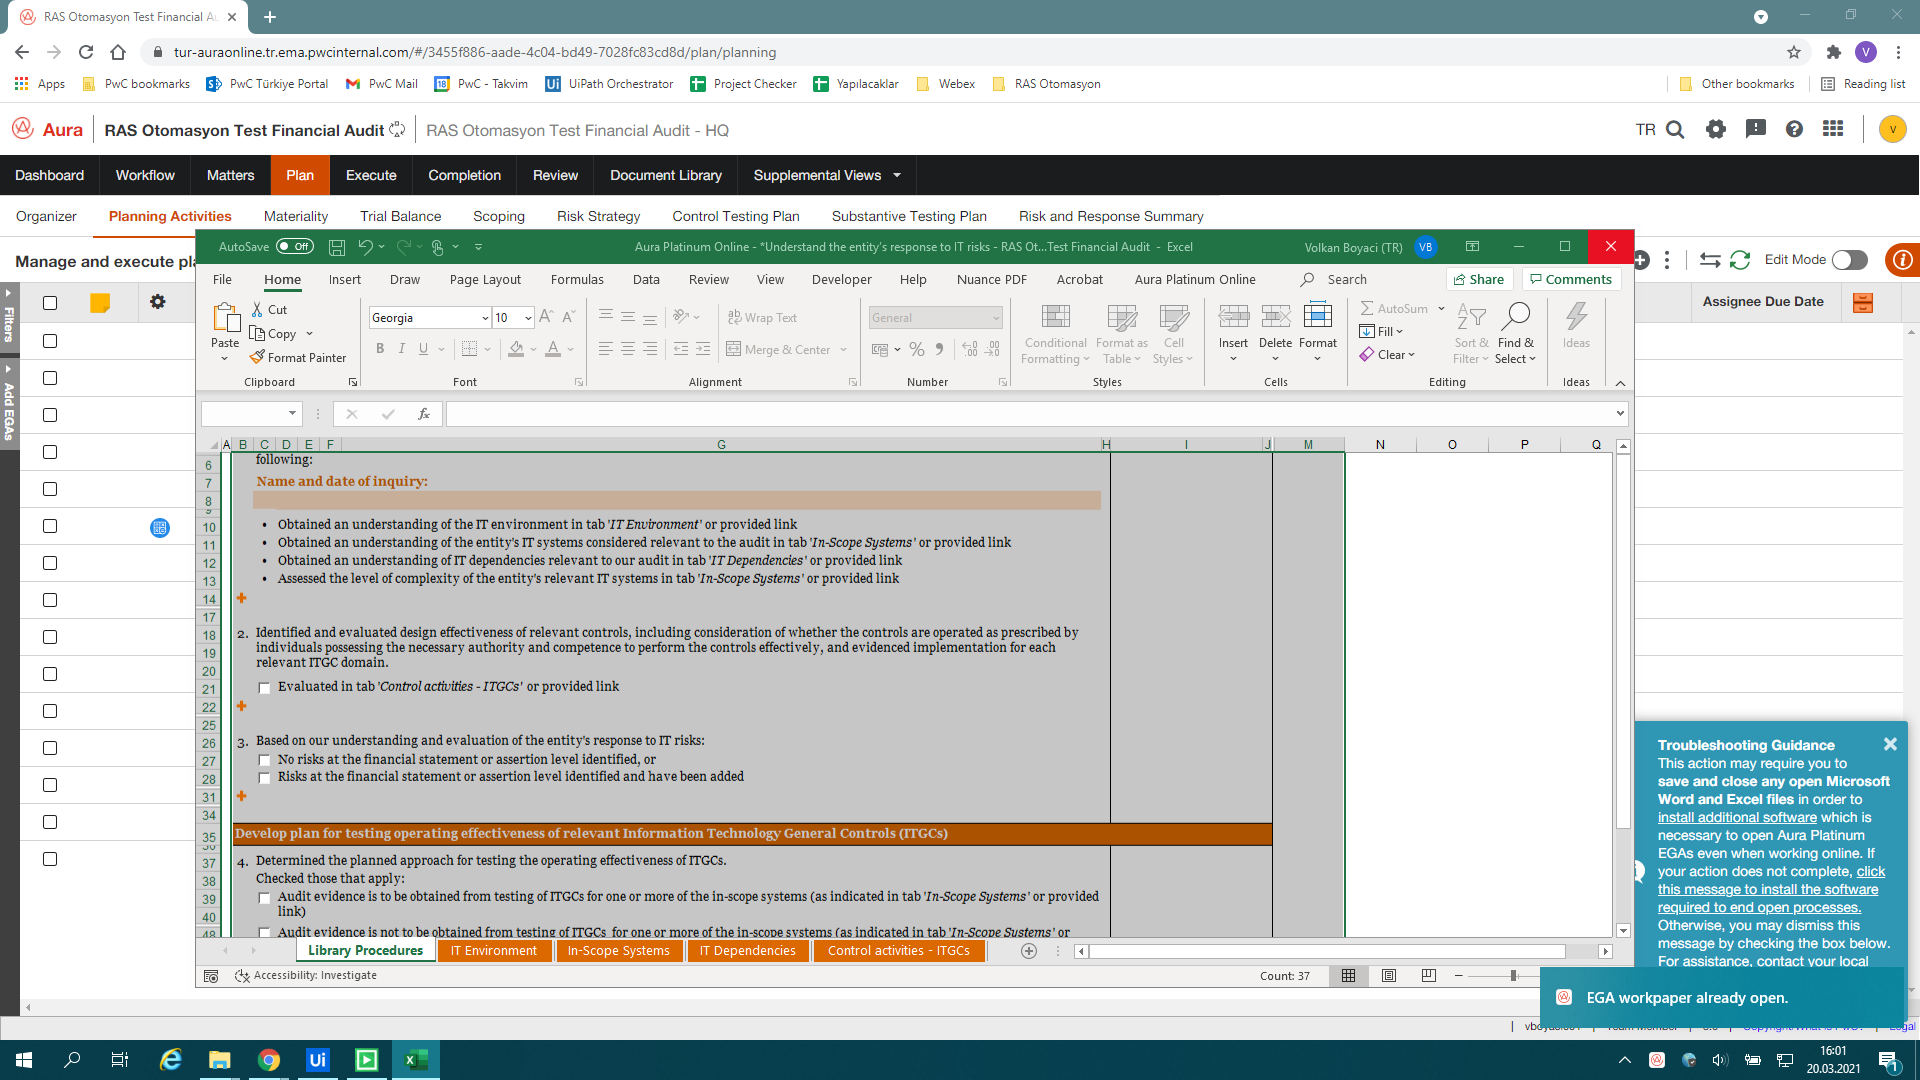 RAS Otomasyon Test Financial Au
tur-auraonline.tr.ema.pwcinternal.com/#/3455f886-aade-4c04-bd49-7028fc83cd8d/plan/planning
V
Apps PwC bookmarks PwC Türkiye Portal PwC Mail PwC - Takvim UiPath Orchestrator Project Checker Yapılacaklar Webex RAS Otomasyon Other bookmarks Reading list
Aura RAS Otomasyon Test Financial Audit RAS Otomasyon Test Financial Audit - HQ TR V
Dashboard Workflow Matters Plan Execute Completion Review Document Library Supplemental Views
Organizer Planning Activities Materiality Trial Balance Scoping Risk Strategy Control Testing Plan Substantive Testing Plan Risk and Response Summary
Manage and execute pla Edit Mode
AutoSave Off Aura Platinum Online - *Understand the entity's response to IT risks - RAS Ot...Test Financial Audit - Excel Volkan Boyaci (TR) VB
File Home Insert Draw Page Layout Formulas Data Review View Developer Help Nuance PDF Acrobat Aura Platinum Online Search Share Comments
Assignee Due Date
Filters
Add EGAs
Paste Cut Copy Format Painter
Georgia 10
B I U
Wrap Text
Merge & Center
General
Conditional Formatting Format as Table Cell Styles
Insert Delete Format
AutoSum Fill Clear
Sort & Filter Find & Select
Ideas
Clipboard Font Alignment Number Styles Cells Editing Ideas
fx
A B C D E F G H I J M N O P Q
6 following:
7 Name and date of inquiry:
8
9
10 • Obtained an understanding of the IT environment in tab 'IT Environment' or provided link
11 • Obtained an understanding of the entity's IT systems considered relevant to the audit in tab 'In-Scope Systems' or provided link
12 • Obtained an understanding of IT dependencies relevant to our audit in tab 'IT Dependencies' or provided link
13 • Assessed the level of complexity of the entity's relevant IT systems in tab 'In-Scope Systems' or provided link
14
17
18 2. Identified and evaluated design effectiveness of relevant controls, including consideration of whether the controls are operated as prescribed by
19 individuals possessing the necessary authority and competence to perform the controls effectively, and evidenced implementation for each
20 relevant ITGC domain.
21 Evaluated in tab 'Control activities - ITGCs' or provided link
22
25
26 3. Based on our understanding and evaluation of the entity's response to IT risks:
27 No risks at the financial statement or assertion level identified, or
28 Risks at the financial statement or assertion level identified and have been added
31
34
35 Develop plan for testing operating effectiveness of relevant Information Technology General Controls (ITGCs)
37 4. Determined the planned approach for testing the operating effectiveness of ITGCs.
38 Checked those that apply:
39 Audit evidence is to be obtained from testing of ITGCs for one or more of the in-scope systems (as indicated in tab 'In-Scope Systems' or provided
40 link)
48 Audit evidence is not to be obtained from testing of ITGCs for one or more of the in-scope systems (as indicated in tab 'In-Scope Systems' or
Library Procedures IT Environment In-Scope Systems IT Dependencies Control activities - ITGCs
Accessibility: Investigate Count: 37
Troubleshooting Guidance
This action may require you to
save and close any open Microsoft
Word and Excel files in order to
install additional software which is
necessary to open Aura Platinum
EGAs even when working online. If
your action does not complete, click
this message to install the software
required to end open processes.
Otherwise, you may dismiss this
message by checking the box below.
For assistance, contact your local
EGA workpaper already open.
Legal
16:01
20.03.2021
1